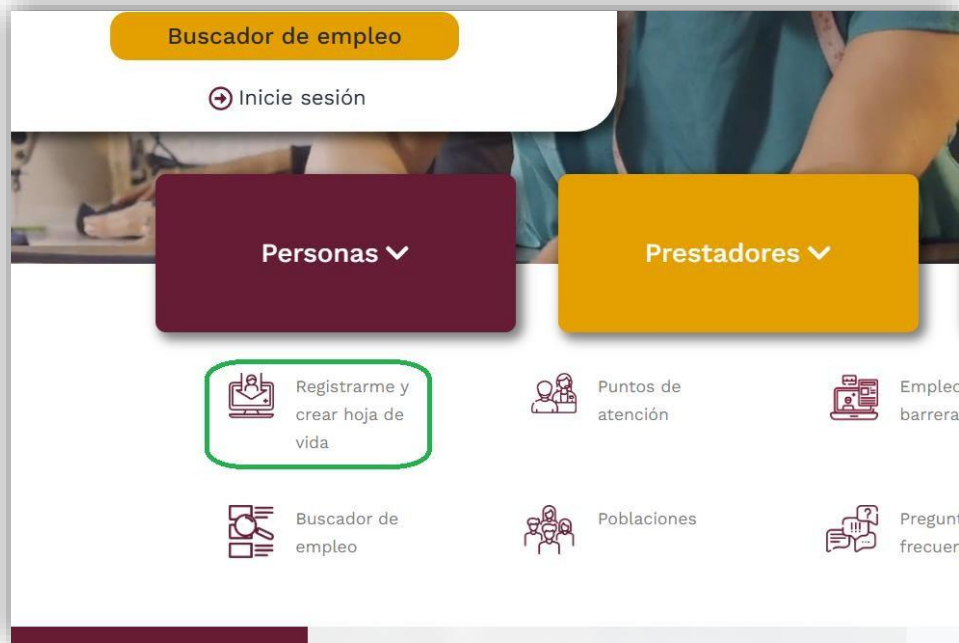 Buscador de empleo
Inicie sesión
Personas
Prestadores
Registrarme y
crear hoja de
vida
Puntos de
atención
Buscador de
empleo
Poblaciones